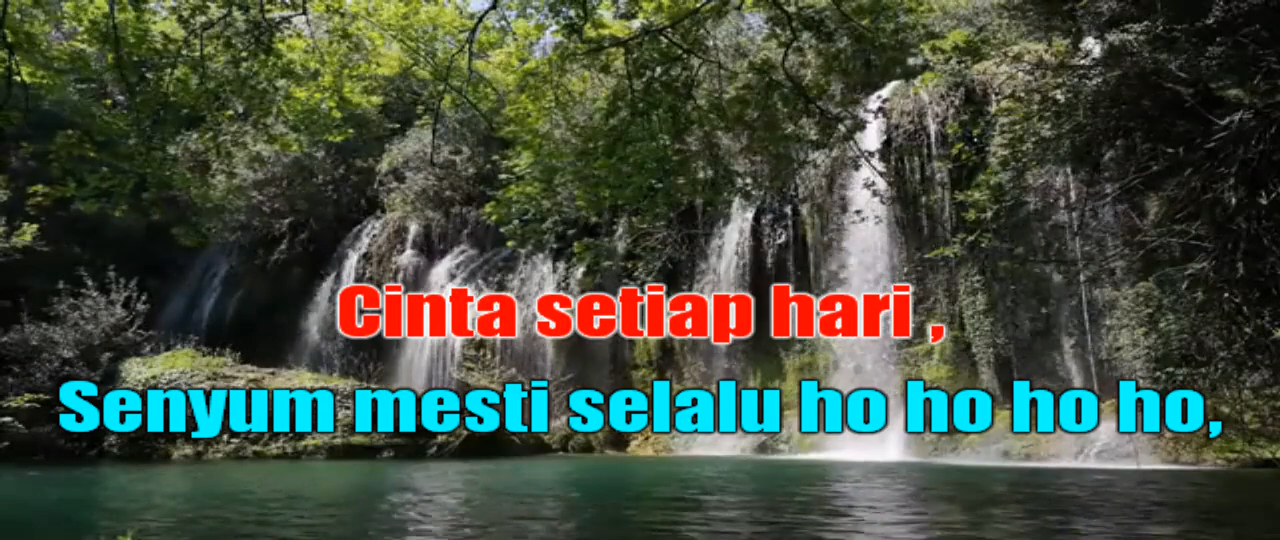 Cinta setiap hari ,
Senyum mesti selalu ho ho ho ho,